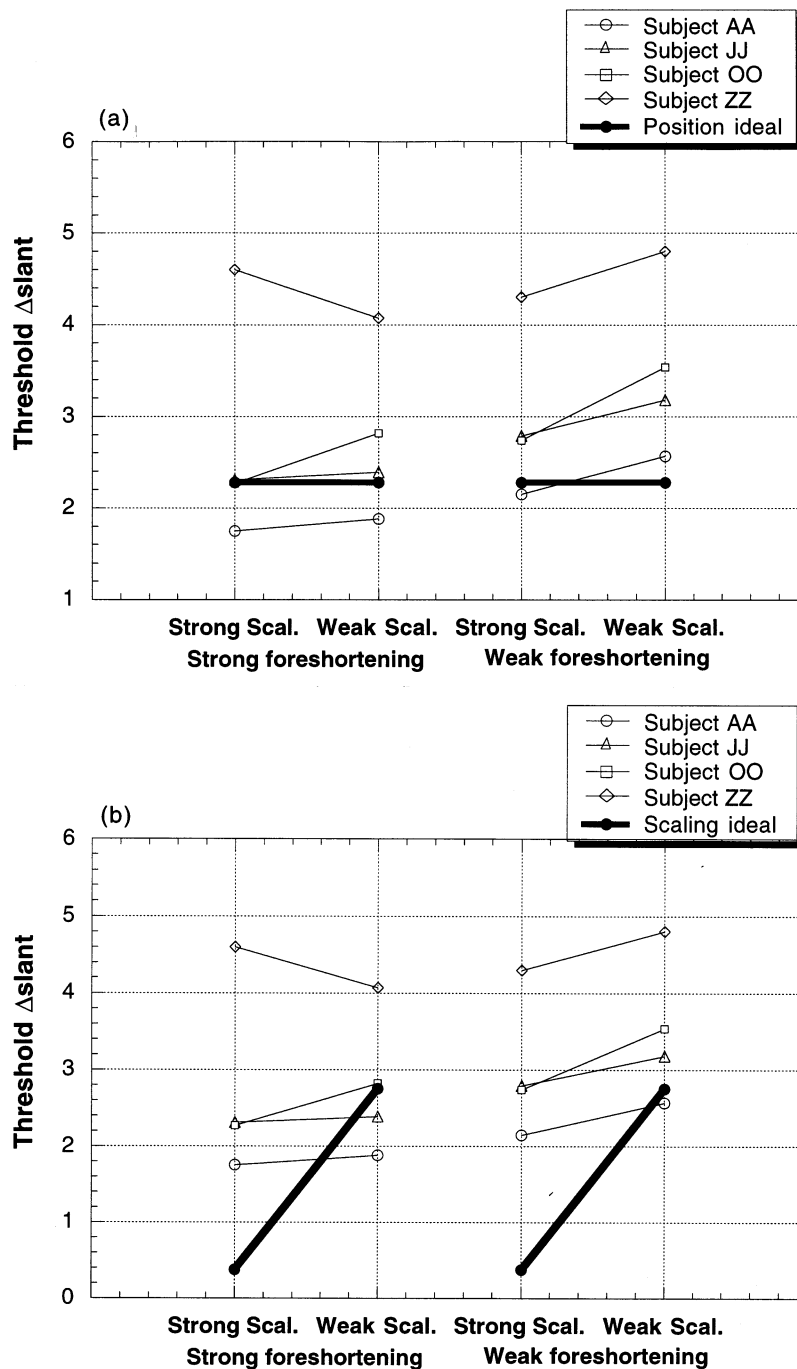 Subject AA
Subject JJ
Subject OO
Subject ZZ
Position ideal
(a)
6
5
4
3
2
1
Threshold Δslant
Strong Scal. Weak Scal. Strong Scal. Weak Scal.
Strong foreshortening Weak foreshortening
Subject AA
Subject JJ
Subject OO
Subject ZZ
Scaling ideal
(b)
6
5
4
3
2
1
0
Threshold Δslant
Strong Scal. Weak Scal. Strong Scal. Weak Scal.
Strong foreshortening Weak foreshortening